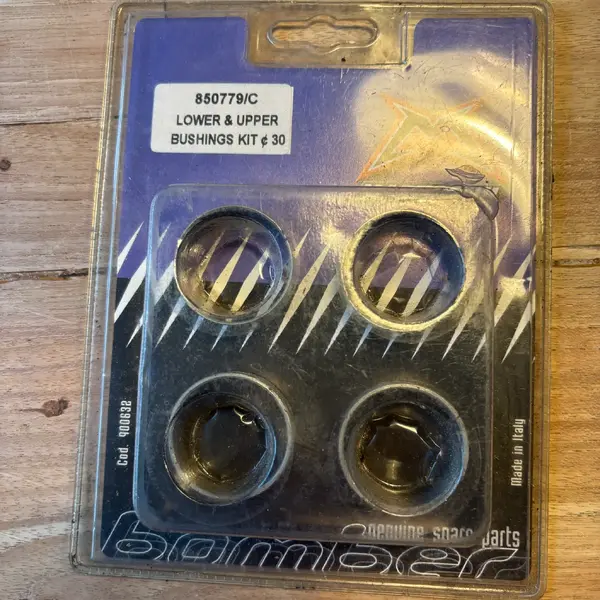 850779/C
LOWER & UPPER
BUSHINGS KIT ¢ 30
Cod. 900632
Made in Italy
genuine spare parts
bomber